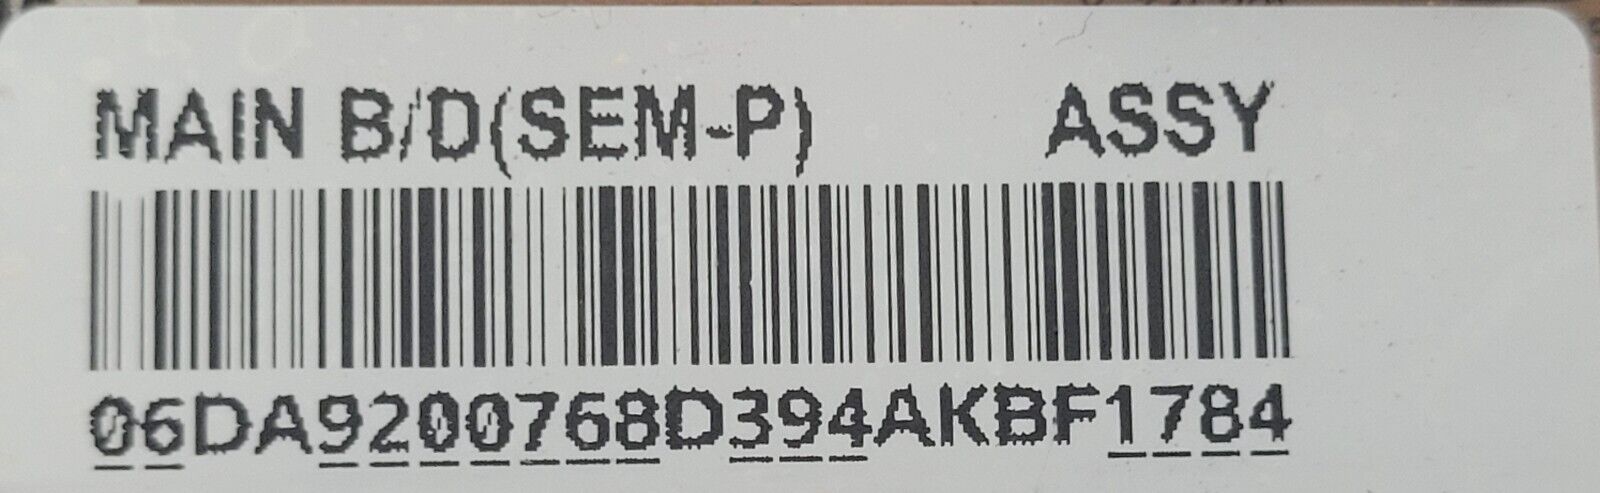 MAIN B/D(SEM-P) ASSY
06DA9200768D394AKBF1784